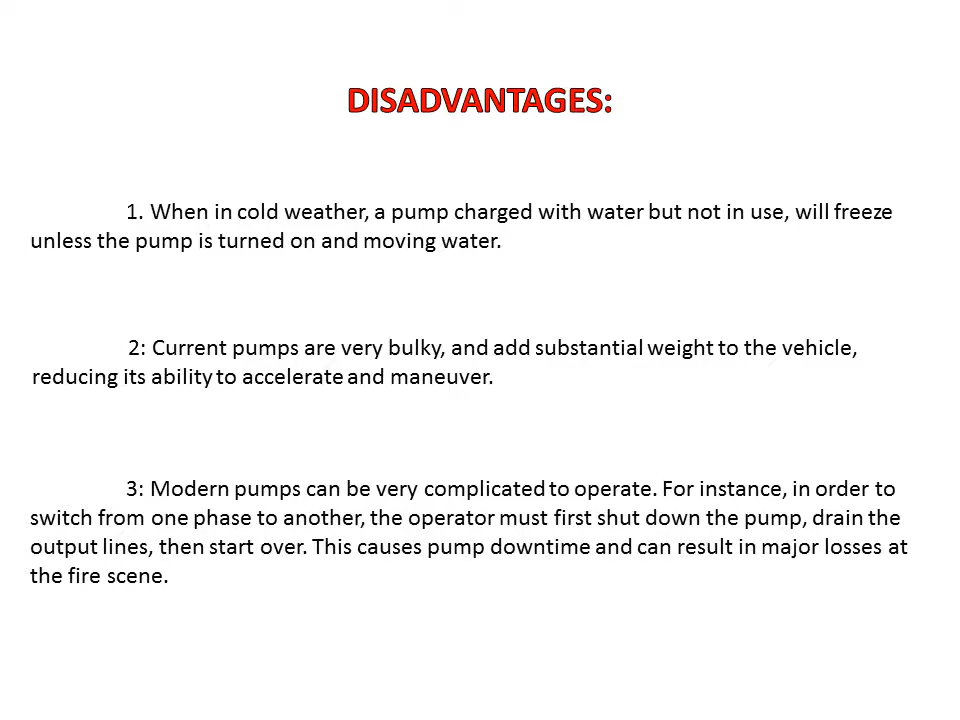 DISADVANTAGES:
1. When in cold weather, a pump charged with water but not in use, will freeze
unless the pump is turned on and moving water.
2: Current pumps are very bulky, and add substantial weight to the vehicle,
reducing its ability to accelerate and maneuver.
3: Modern pumps can be very complicated to operate. For instance, in order to
switch from one phase to another, the operator must first shut down the pump, drain the
output lines, then start over. This causes pump downtime and can result in major losses at
the fire scene.